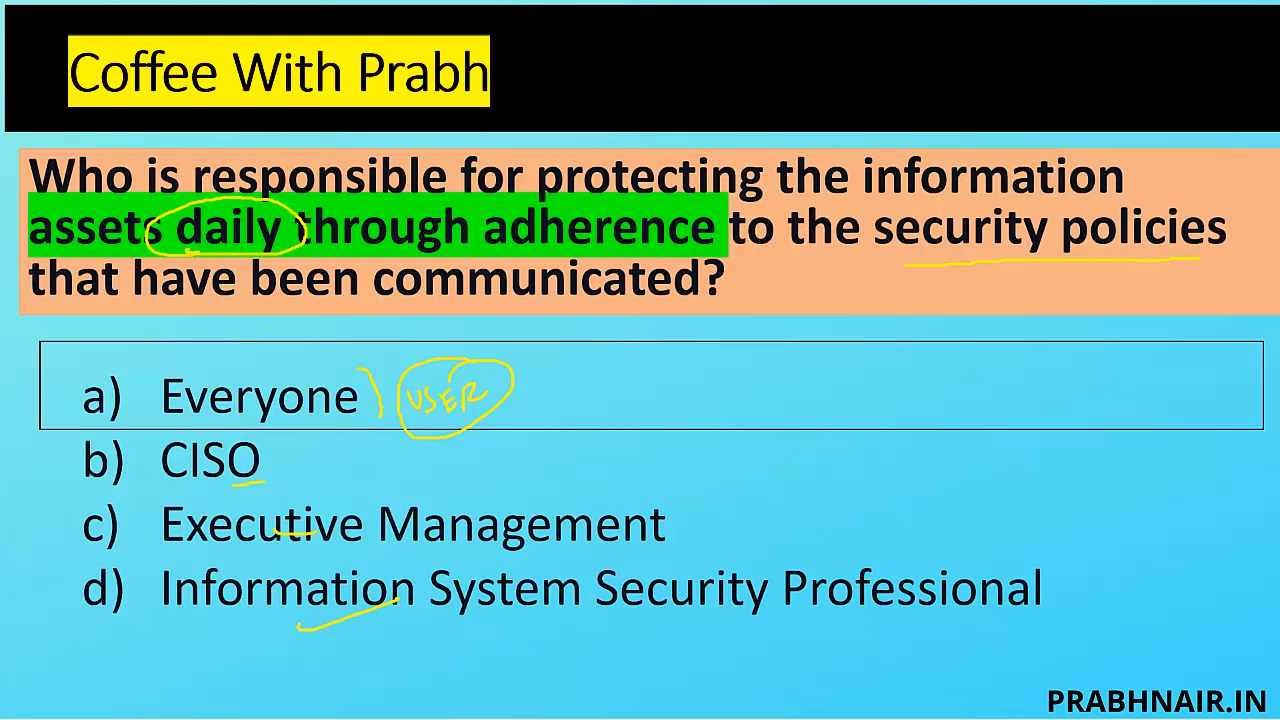 Coffee With Prabh
Who is responsible for protecting the information
assets daily through adherence to the security policies
that have been communicated?
a) Everyone USER
b) CISO
c) Executive Management
d) Information System Security Professional
PRABHNAIR.IN